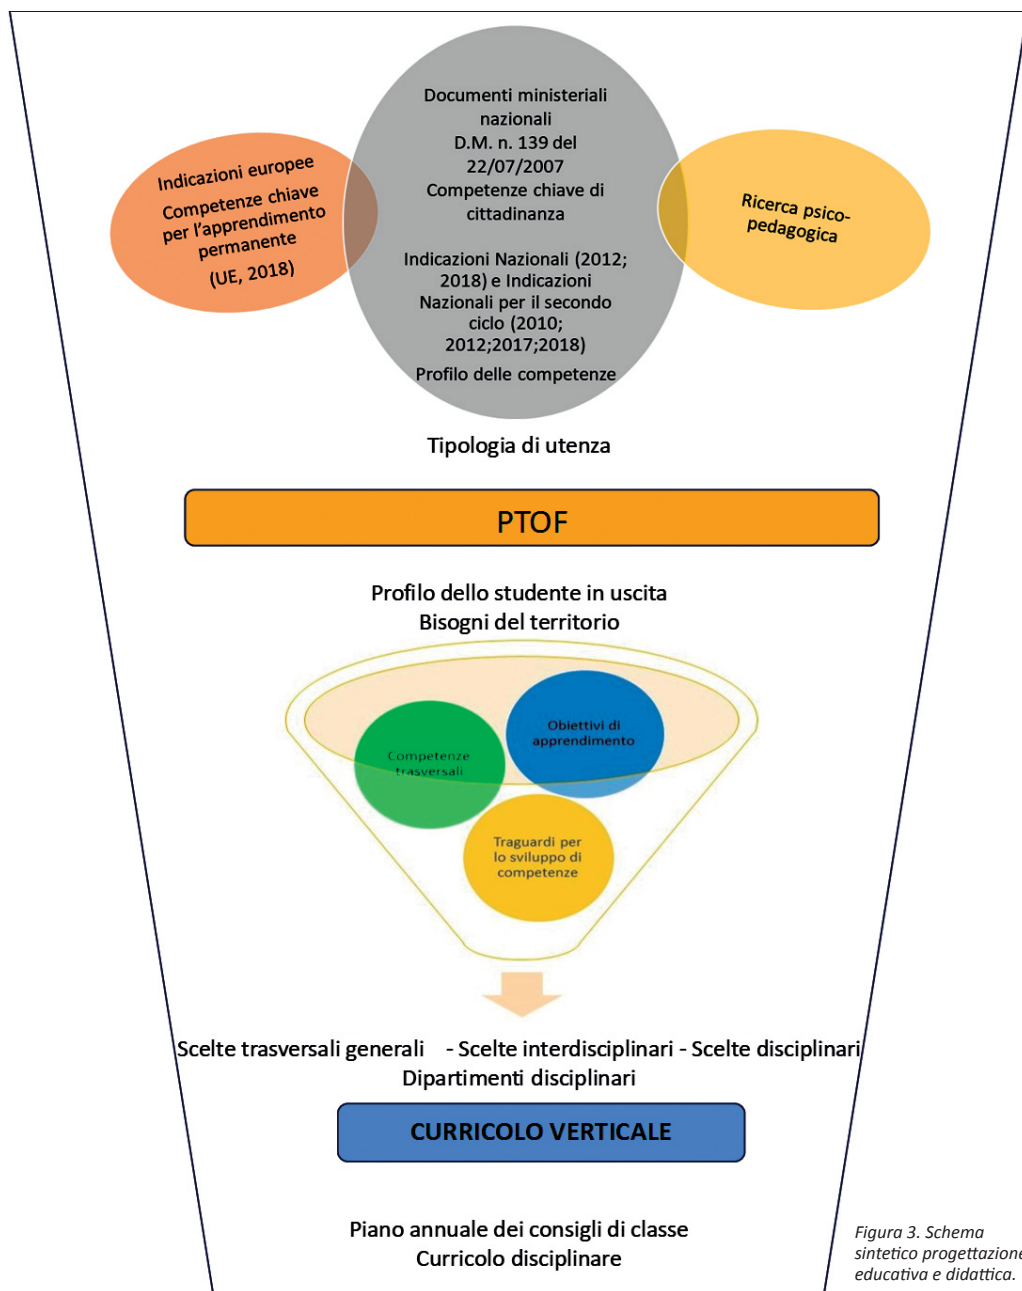 Indicazioni europee
Competenze chiave
per l'apprendimento
permanente
(UE, 2018)
Documenti ministeriali
nazionali
D.M. n. 139 del
22/07/2007
Competenze chiave di
cittadinanza
Indicazioni Nazionali (2012;
2018) e Indicazioni
Nazionali per il secondo
ciclo (2010;
2012;2017;2018)
Profilo delle competenze
Ricerca psico-
pedagogica
Tipologia di utenza
PTOF
Profilo dello studente in uscita
Bisogni del territorio
Competenze
trasversali
Obiettivi di
apprendimento
Traguardi per
lo sviluppo di
competenze
Scelte trasversali generali - Scelte interdisciplinari - Scelte disciplinari
Dipartimenti disciplinari
CURRICOLO VERTICALE
Piano annuale dei consigli di classe
Curricolo disciplinare
Figura 3. Schema
sintetico progettazione
educativa e didattica.